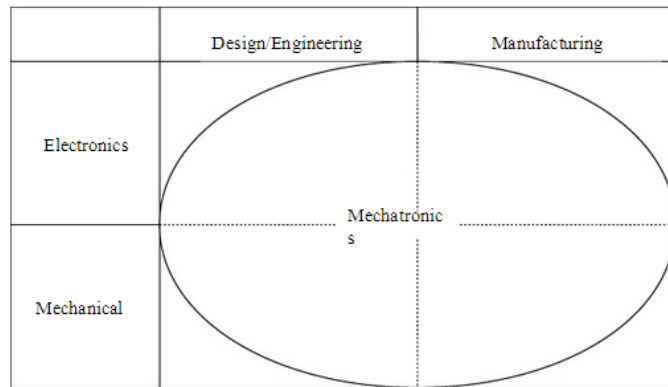 Design/Engineering
Manufacturing
Electronics
Mechatronic
s
Mechanical